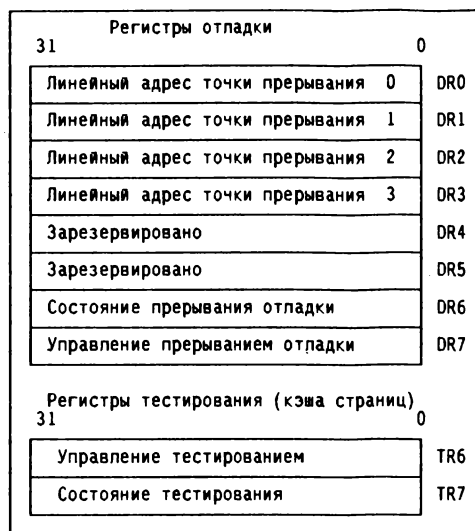 Регистры отладки
31 0
Линейный адрес точки прерывания 0 DR0
Линейный адрес точки прерывания 1 DR1
Линейный адрес точки прерывания 2 DR2
Линейный адрес точки прерывания 3 DR3
Зарезервировано DR4
Зарезервировано DR5
Состояние прерывания отладки DR6
Управление прерыванием отладки DR7
Регистры тестирования (кэша страниц)
31 0
Управление тестированием TR6
Состояние тестирования TR7